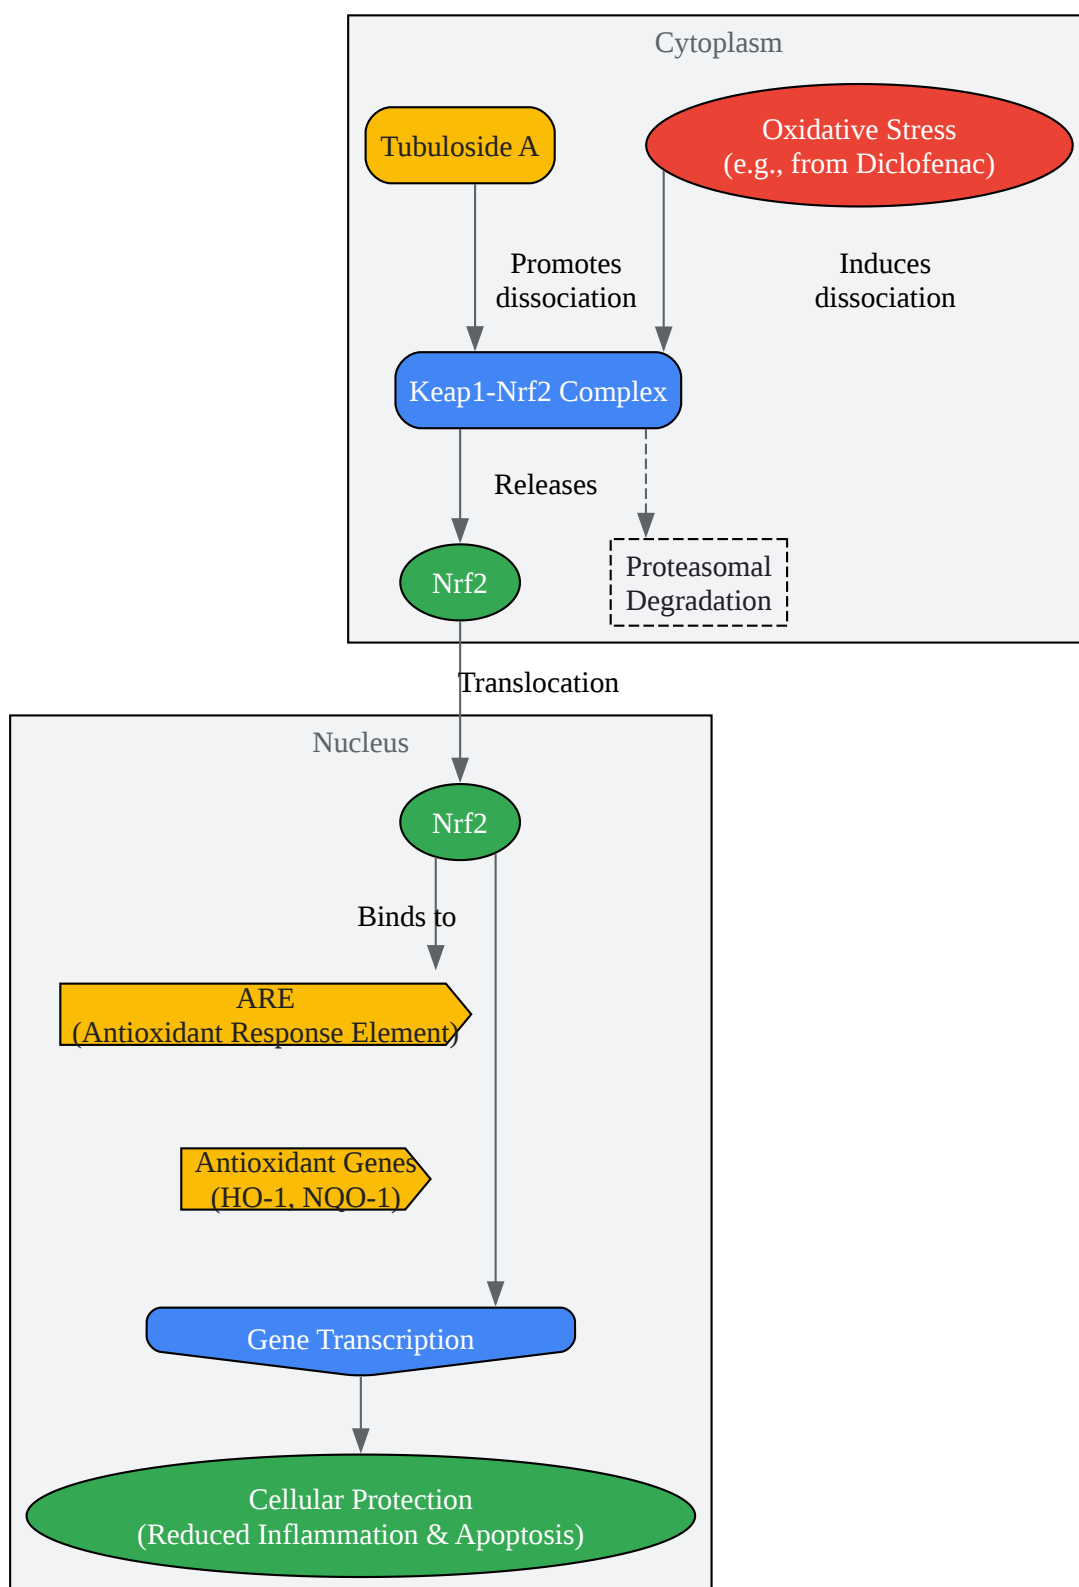 Cytoplasm
Tubuloside A
Oxidative Stress
(e.g., from Diclofenac)
Promotes
dissociation
Induces
dissociation
Keap1-Nrf2 Complex
Releases
Nrf2
Proteasomal
Degradation
Translocation
Nucleus
Nrf2
Binds to
ARE
(Antioxidant Response Element)
Antioxidant Genes
(HO-1, NQO-1)
Gene Transcription
Cellular Protection
(Reduced Inflammation & Apoptosis)